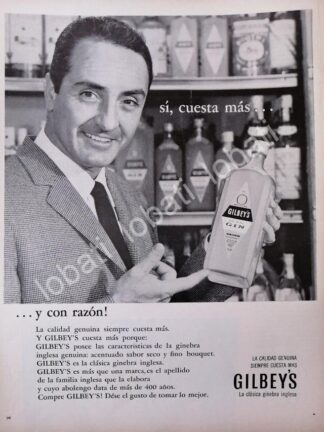 sí, cuesta más...
GILBEY'S
lobati lobati lobati
...y con razón!
La calidad genuina siempre cuesta más.
Y GILBEY'S cuesta más porque:
GILBEY'S posee las características de la ginebra
inglesa genuina: acentuado sabor seco y fino bouquet.
GILBEY'S es la clásica ginebra inglesa.
GILBEY'S es más que una marca, es el apellido
de la familia inglesa que la elabora
y cuyo abolengo data de más de 400 años.
Compre GILBEY'S! Dése el gusto de tomar lo mejor.
LA CALIDAD GENUINA
SIEMPRE CUESTA MAS
GILBEY'S
La clásica ginebra inglesa